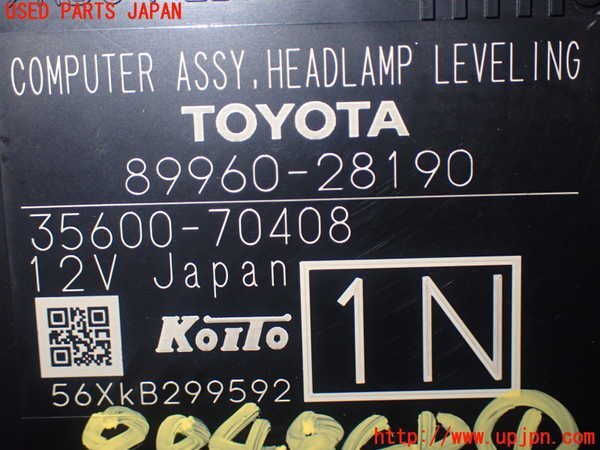 USED PARTS JAPAN
COMPUTER ASSY,HEADLAMP LEVELING
TOYOTA
89960-28190
35600-70408
12V Japan
KOITO
1N
56XkB299592
http://www.upjpn.com/